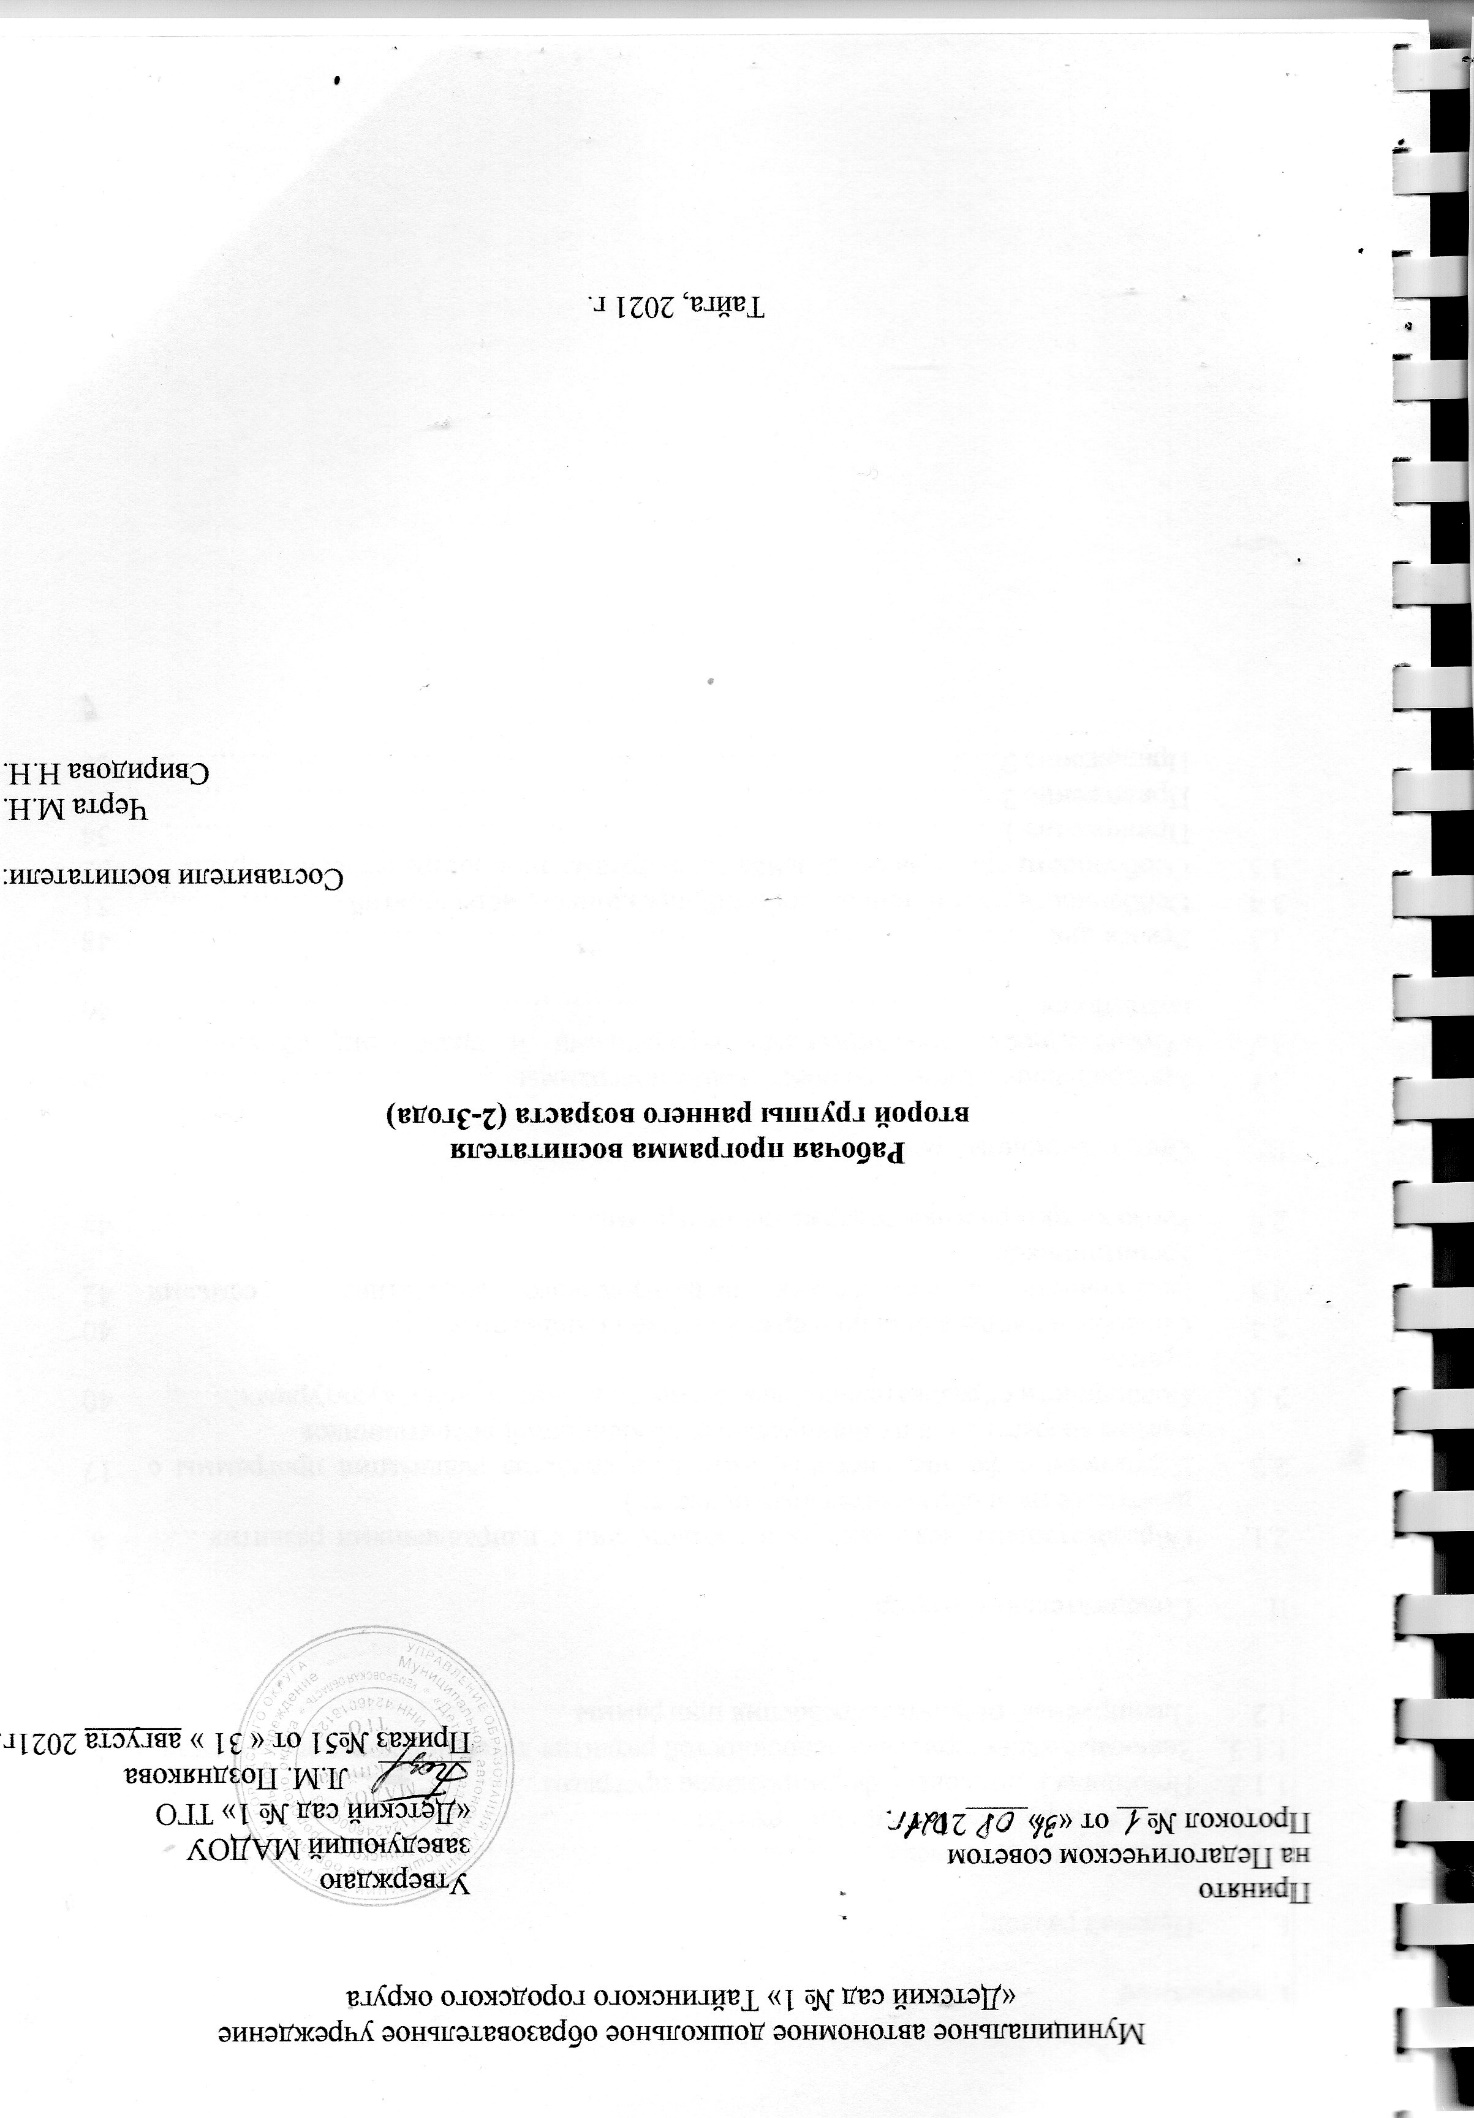 Муниципальное автономное дошкольное образовательное учреждение
«Детский сад № 1» Тайгинского городского округа
Принято
на Педагогическом советом
Протокол № 1 от «30» 08 2021г.
Утверждаю
заведующий МАДОУ
«Детский сад № 1» ТГО
Л.М. Позднякова
Приказ №51 от « 31 » августа 2021г.
Рабочая программа воспитателя
второй группы раннего возраста (2-3года)
Составители воспитатели:
Черта М.Н.
Свиридова Н.Н.
Тайга, 2021 г.